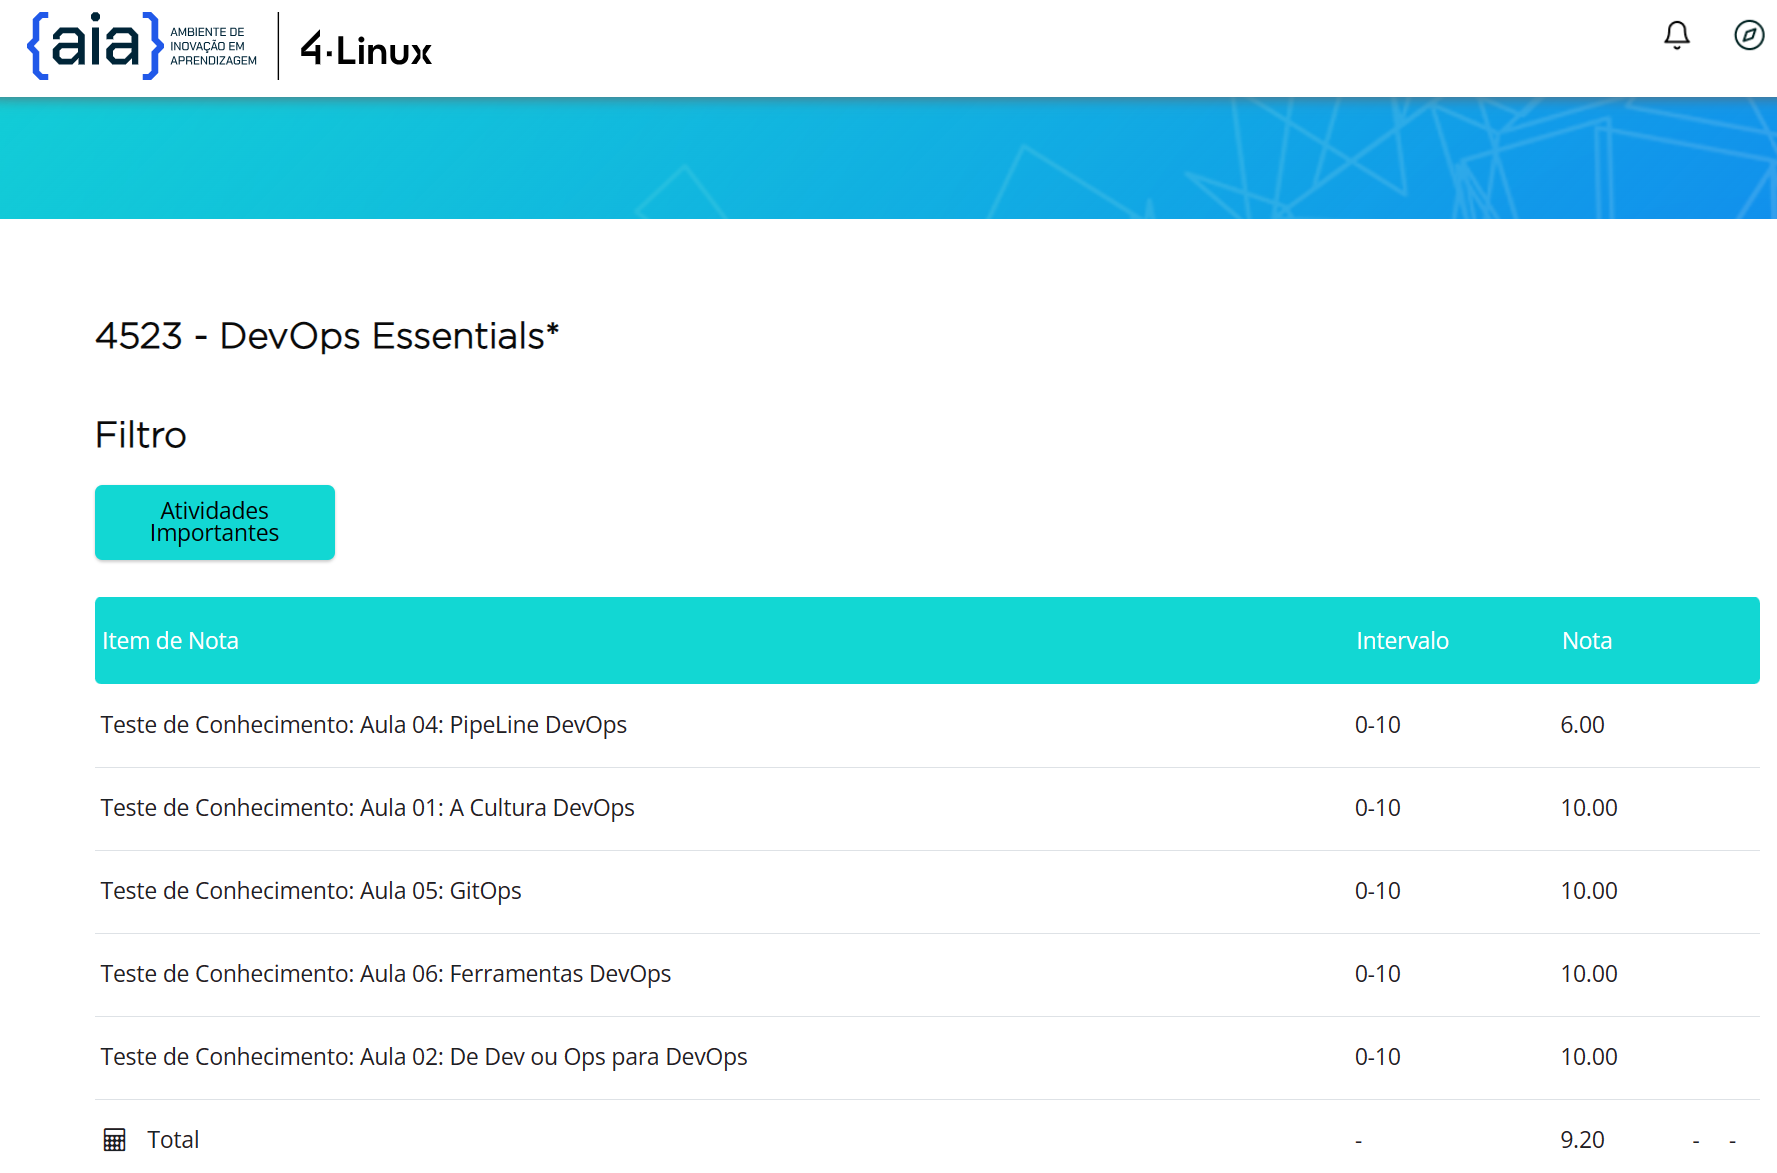 {aia} AMBIENTE DE
INOVAÇÃO EM
APRENDIZAGEM
4.Linux
4523 - DevOps Essentials*
Filtro
Atividades
Importantes
Item de Nota Intervalo Nota
Teste de Conhecimento: Aula 04: PipeLine DevOps 0-10 6.00
Teste de Conhecimento: Aula 01: A Cultura DevOps 0-10 10.00
Teste de Conhecimento: Aula 05: GitOps 0-10 10.00
Teste de Conhecimento: Aula 06: Ferramentas DevOps 0-10 10.00
Teste de Conhecimento: Aula 02: De Dev ou Ops para DevOps 0-10 10.00
Total - 9.20 - -